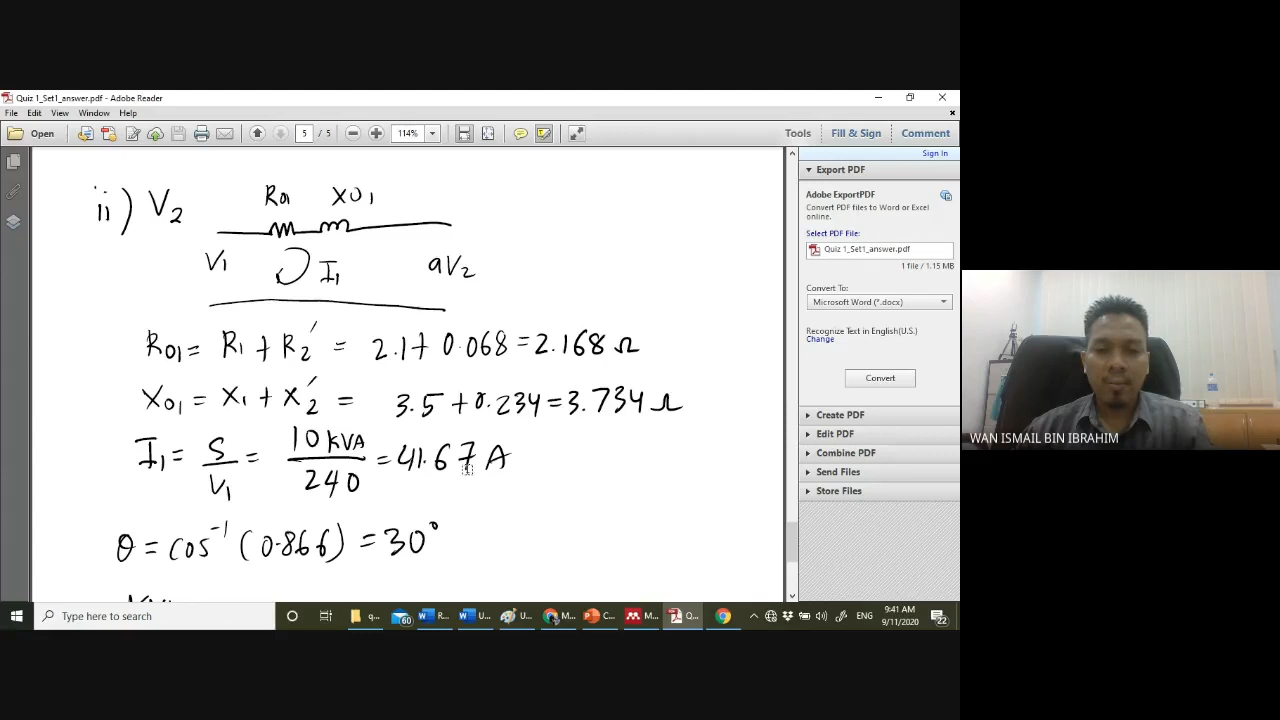 Quiz 1_Set1_answer.pdf - Adobe Reader
File Edit View Window Help
Open 5 / 5 114% Tools Fill & Sign Comment
Sign In
Export PDF
Adobe ExportPDF
Convert PDF files to Word or Excel
online.
Select PDF File:
Quiz 1_Set1_answer.pdf
1 file / 1.15 MB
Convert To:
Microsoft Word (*.docx)
Recognize Text in English(U.S.)
Change
Convert
Create PDF
Edit PDF
Combine PDF
Send Files
Store Files
ii) V2
R01 X01
V1 I1 aV2
R01 = R1 + R2′ = 2.1 + 0.068 = 2.168 Ω
X01 = X1 + X2′ = 3.5 + 0.234 = 3.734 Ω
I1 = S/V1 = 10 kVA/240 = 41.67 A
θ = cos⁻¹ (0.866) = 30°
WAN ISMAIL BIN IBRAHIM
Type here to search
60 q... R... U... U... M... C... M... Q...
ENG
9:41 AM
9/11/2020
22